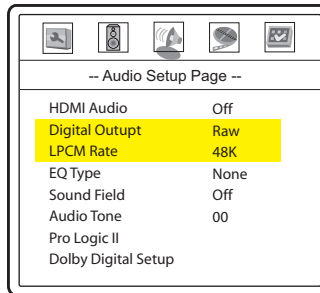 -- Audio Setup Page --
HDMI Audio Off
Digital Outupt Raw
LPCM Rate 48K
EQ Type None
Sound Field Off
Audio Tone 00
Pro Logic II
Dolby Digital Setup